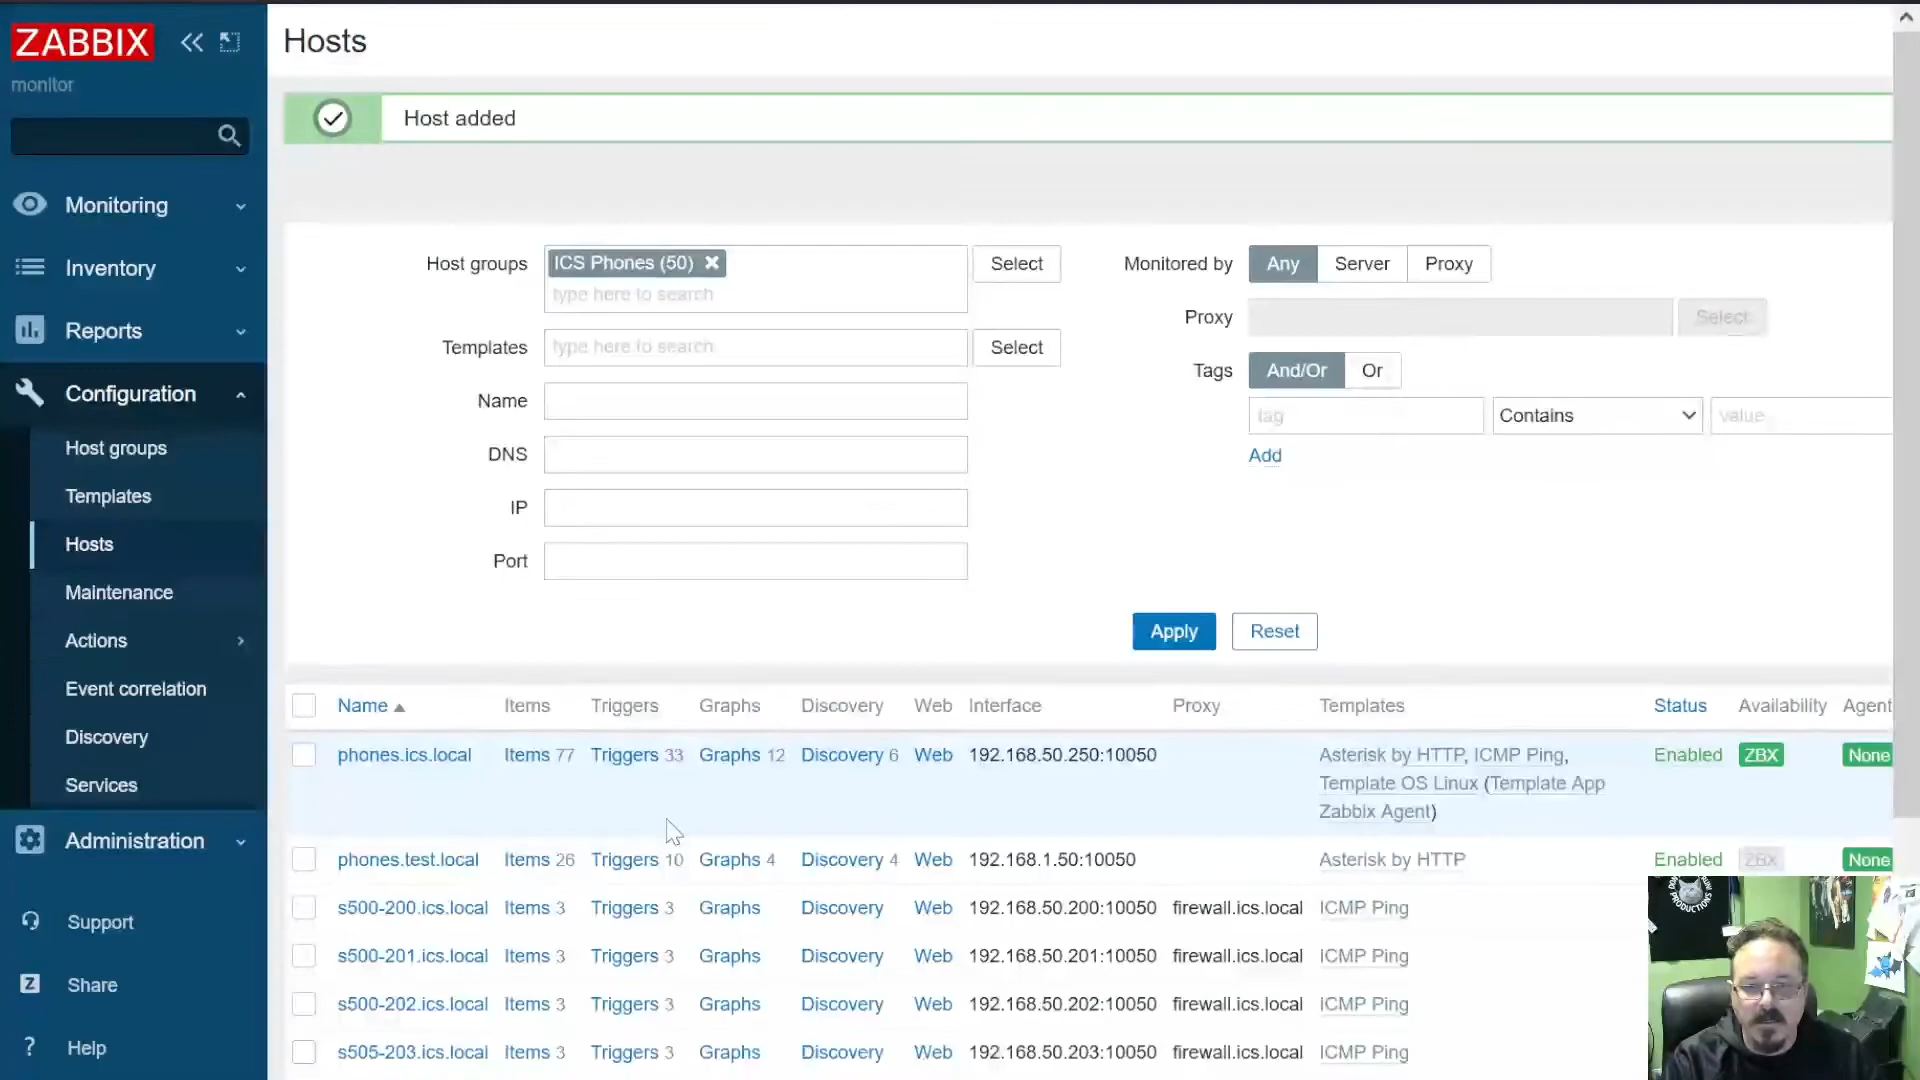 ZABBIX
monitor
Monitoring
Inventory
Reports
Configuration
Host groups
Templates
Hosts
Maintenance
Actions
Event correlation
Discovery
Services
Administration
Support
Share
Help
Hosts
Host added
Host groups ICS Phones (50) Select Monitored by Any Server Proxy
type here to search
Proxy Select
Templates type here to search Select
Tags And/Or Or
Name
tag Contains value
DNS
Add
IP
Port
Apply Reset
Name Items Triggers Graphs Discovery Web Interface Proxy Templates Status Availability Agent
phones.ics.local Items 77 Triggers 33 Graphs 12 Discovery 6 Web 192.168.50.250:10050 Asterisk by HTTP, ICMP Ping, Enabled ZBX None
Template OS Linux (Template App
Zabbix Agent)
phones.test.local Items 26 Triggers 10 Graphs 4 Discovery 4 Web 192.168.1.50:10050 Asterisk by HTTP Enabled ZBX None
s500-200.ics.local Items 3 Triggers 3 Graphs Discovery Web 192.168.50.200:10050 firewall.ics.local ICMP Ping
s500-201.ics.local Items 3 Triggers 3 Graphs Discovery Web 192.168.50.201:10050 firewall.ics.local ICMP Ping
s500-202.ics.local Items 3 Triggers 3 Graphs Discovery Web 192.168.50.202:10050 firewall.ics.local ICMP Ping
s505-203.ics.local Items 3 Triggers 3 Graphs Discovery Web 192.168.50.203:10050 firewall.ics.local ICMP Ping